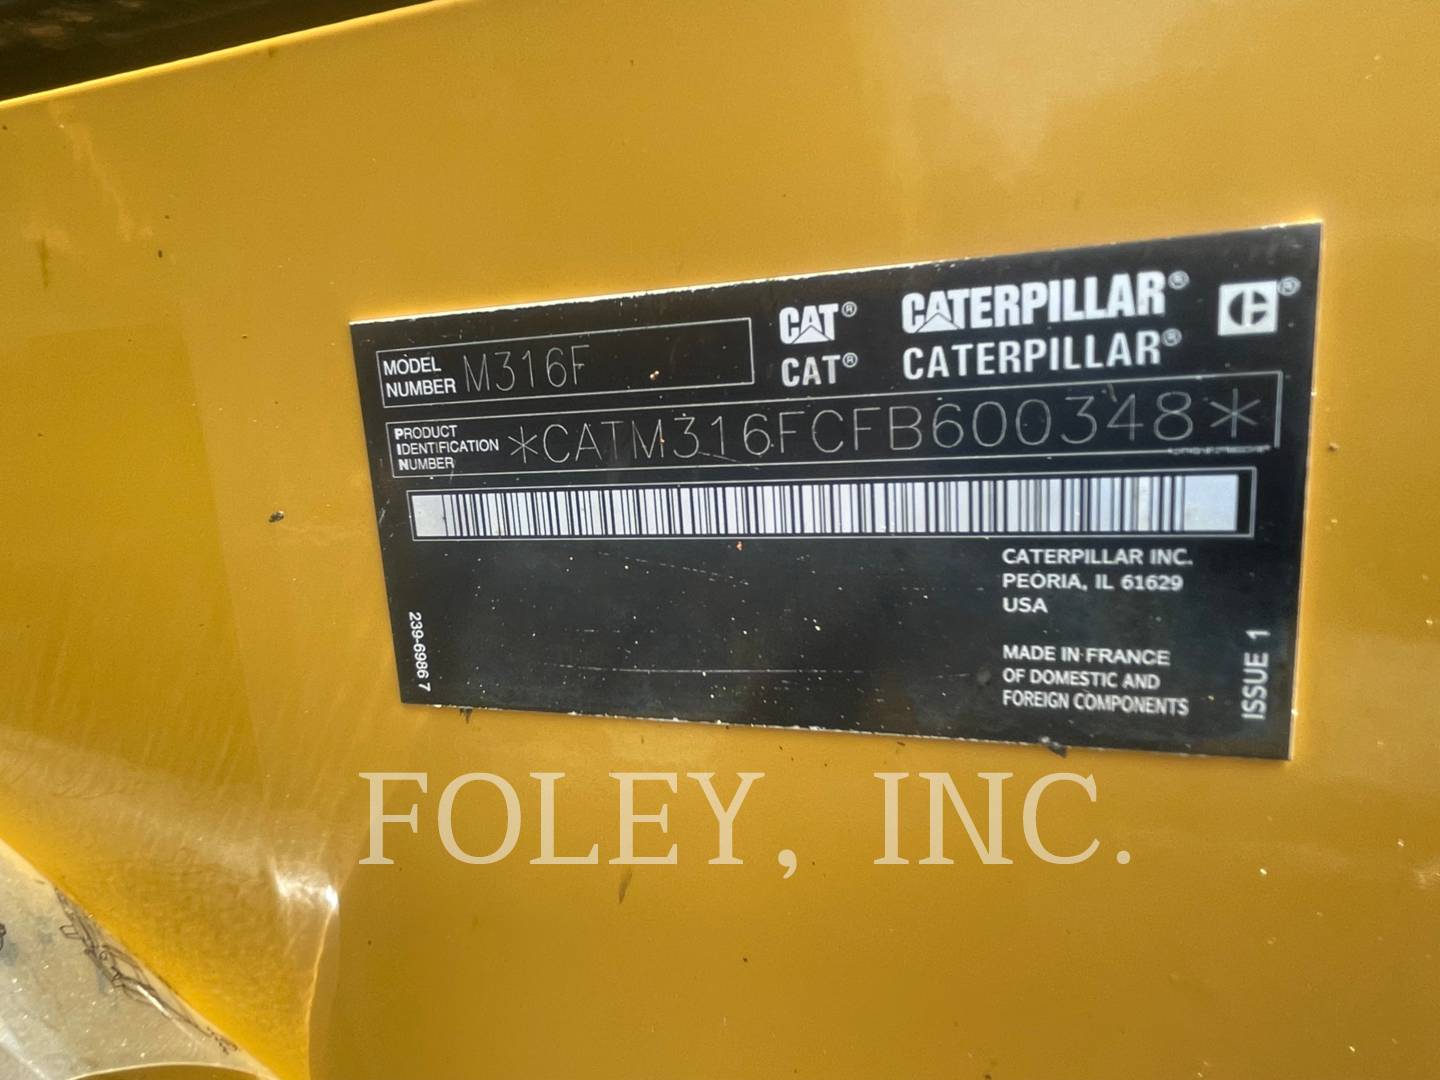 MODEL NUMBER M316F
CAT® CATERPILLAR®
CAT® CATERPILLAR®
PRODUCT IDENTIFICATION NUMBER *CATM316FCFB600348*
CATERPILLAR INC.
PEORIA, IL 61629
USA
MADE IN FRANCE
OF DOMESTIC AND
FOREIGN COMPONENTS
239-6986 7
ISSUE 1
FOLEY, INC.